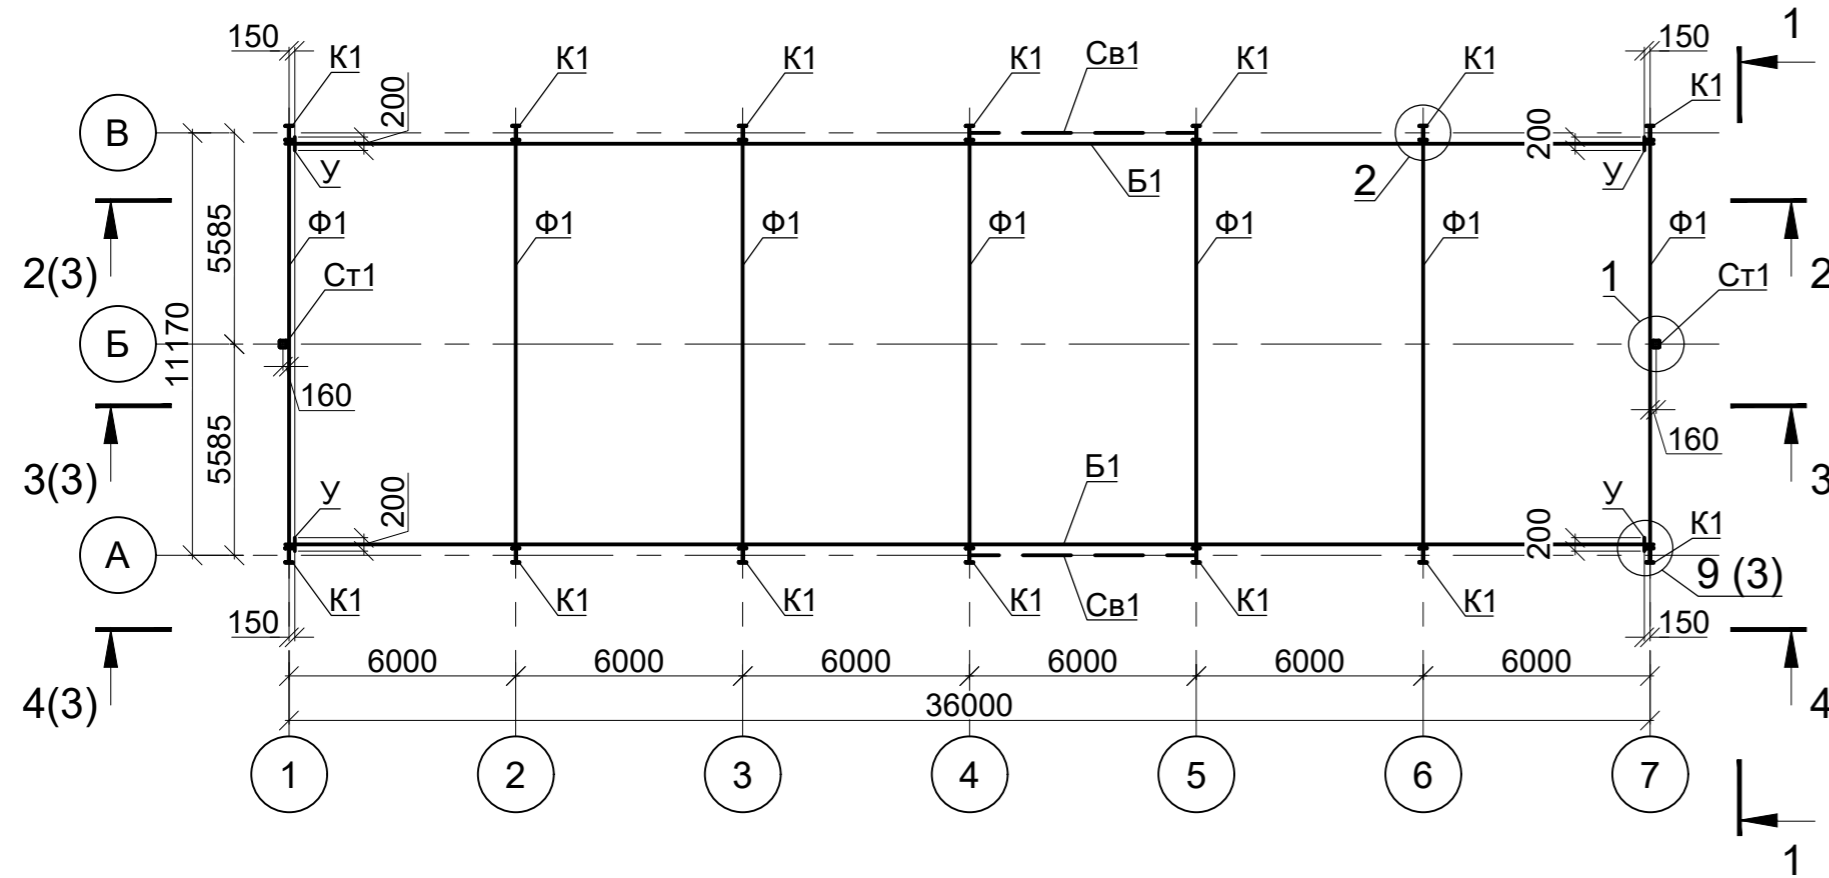 150 К1 К1 К1 К1 Св1 К1 К1 150 1
200 К1
В 200
У Б1 2 У
5585 Ф1 Ф1 Ф1 Ф1 Ф1 Ф1 Ф1
2(3) Ст1 1 Ст1 2
Б 11170
160 160
5585 Б1
3(3) У 200 У 3
200 К1
А 9 (3)
К1 К1 К1 К1 Св1 К1 К1
150 150
6000 6000 6000 6000 6000 6000
4(3) 36000 4
1 2 3 4 5 6 7
1